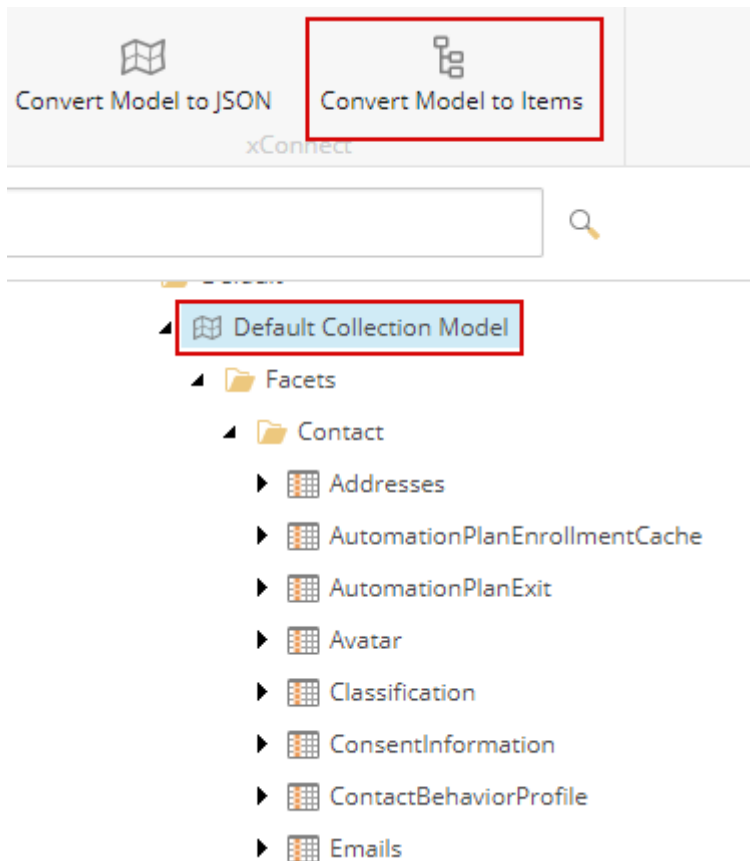 Convert Model to JSON
Convert Model to Items
xConnect
Default Collection Model
Facets
Contact
Addresses
AutomationPlanEnrollmentCache
AutomationPlanExit
Avatar
Classification
ConsentInformation
ContactBehaviorProfile
Emails